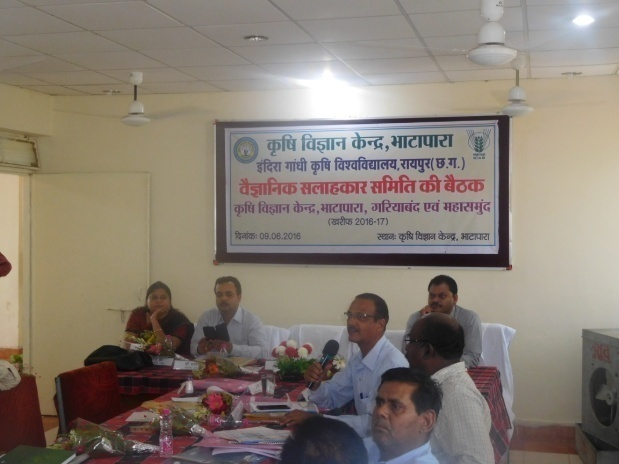 कृषि विज्ञान केन्द्र, भाटापारा
इंदिरा गांधी कृषि विश्वविद्यालय, रायपुर (छ.ग.)
वैज्ञानिक सलाहकार समिति की बैठक
कृषि विज्ञान केन्द्र, भाटापारा, गरियाबंद एवं महासमुंद
(खरीफ 2016-17)
दिनांकः 09.06.2016 स्थानः कृषि विज्ञान केन्द्र, भाटापारा